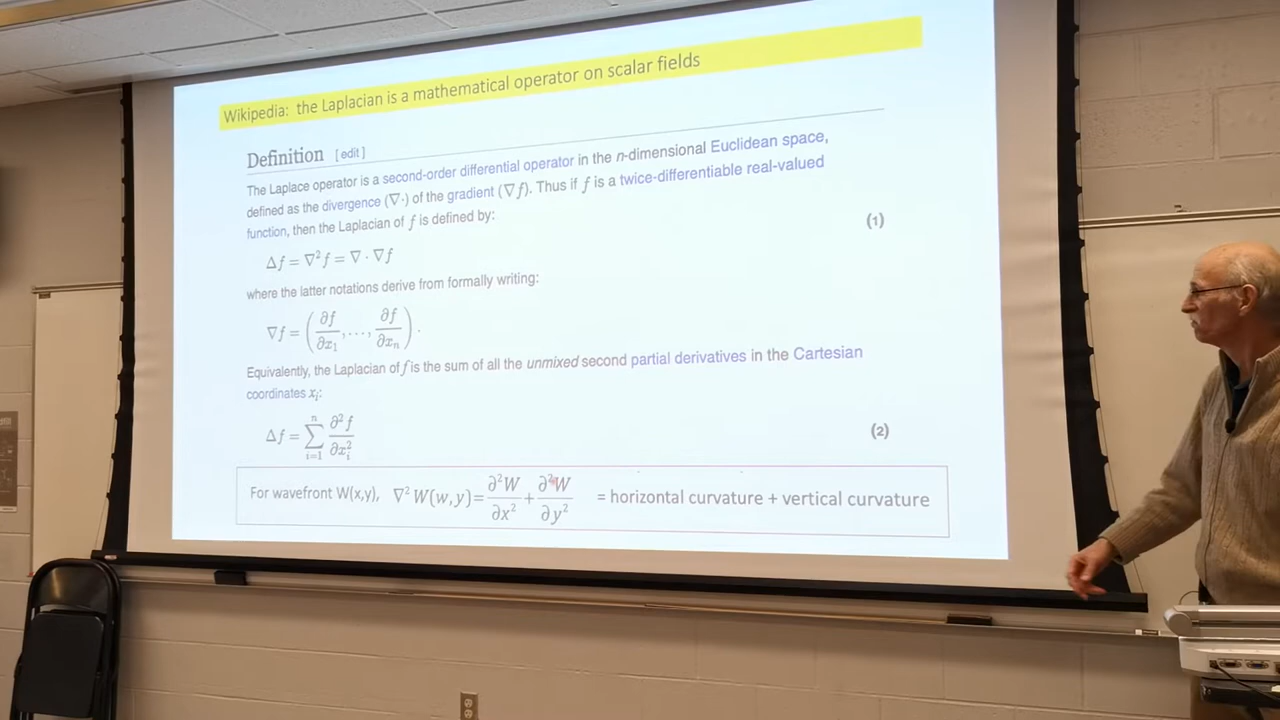 Wikipedia: the Laplacian is a mathematical operator on scalar fields
Definition [edit]
The Laplace operator is a second-order differential operator in the n-dimensional Euclidean space,
defined as the divergence (∇·) of the gradient (∇f). Thus if f is a twice-differentiable real-valued
function, then the Laplacian of f is defined by:
Δf = ∇²f = ∇ · ∇f (1)
where the latter notations derive from formally writing:
∇f = (∂f/∂x₁, . . . , ∂f/∂xₙ).
Equivalently, the Laplacian of f is the sum of all the unmixed second partial derivatives in the Cartesian
coordinates xᵢ:
Δf = ∑ᵢ₌₁ⁿ ∂²f/∂xᵢ² (2)
For wavefront W(x,y), ∇² W(w, y)= ∂²W/∂x² + ∂²W/∂y² = horizontal curvature + vertical curvature